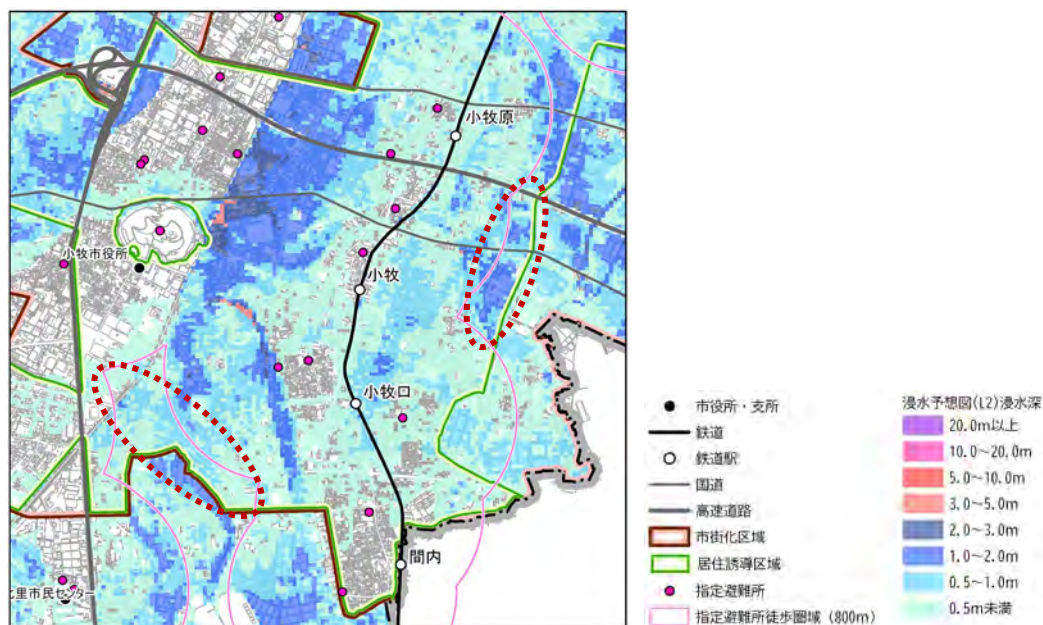 小牧原
小牧市役所
小牧
小牧口
間内
北里市民センター
市役所・支所
鉄道
鉄道駅
国道
高速道路
市街化区域
居住誘導区域
指定避難所
指定避難所徒歩圏域（800m）
浸水予想図(L2)浸水深
20.0m以上
10.0～20.0m
5.0～10.0m
3.0～5.0m
2.0～3.0m
1.0～2.0m
0.5～1.0m
0.5m未満